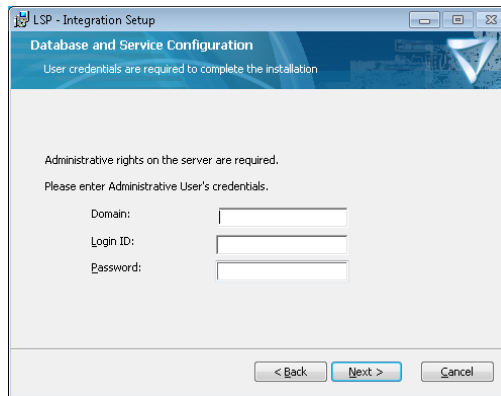 LSP - Integration Setup
Database and Service Configuration
User credentials are required to complete the installation
Administrative rights on the server are required.
Please enter Administrative User's credentials.
Domain:
Login ID:
Password:
< Back
Next >
Cancel